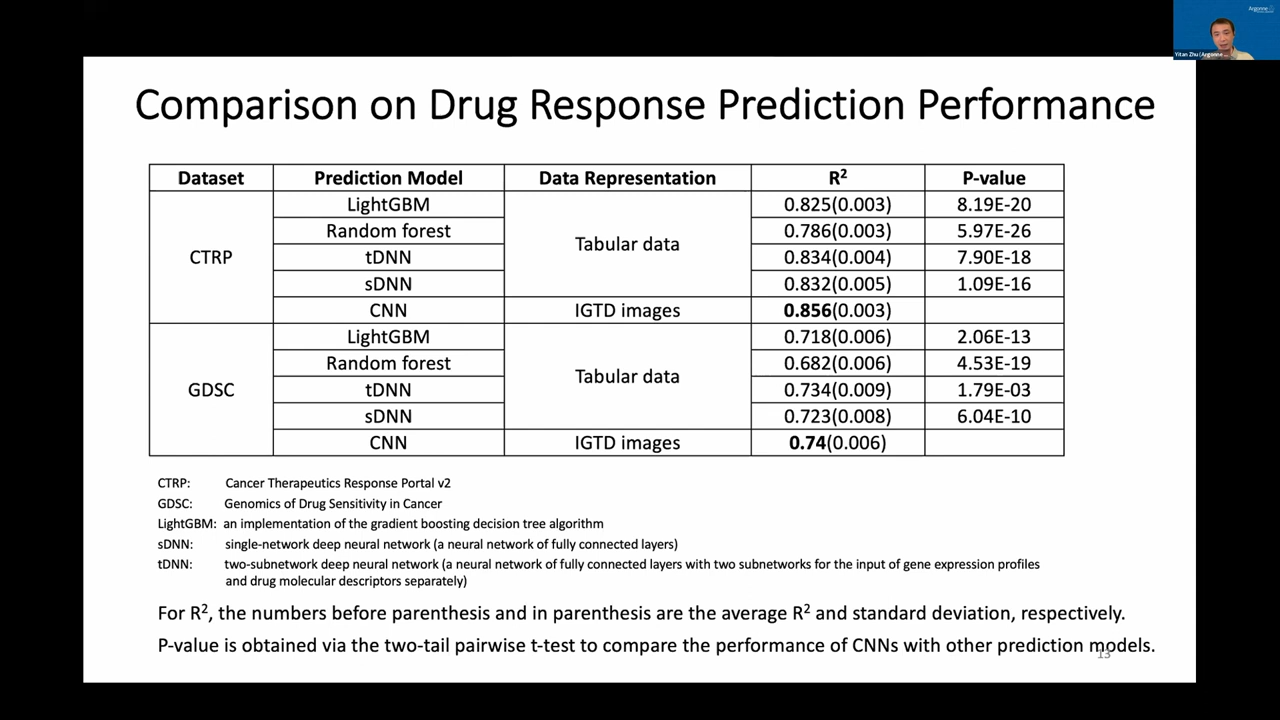 Argonne
Yitan Zhu (Argonne ...
Comparison on Drug Response Prediction Performance
Dataset Prediction Model Data Representation R² P-value
CTRP LightGBM Tabular data 0.825(0.003) 8.19E-20
Random forest 0.786(0.003) 5.97E-26
tDNN 0.834(0.004) 7.90E-18
sDNN 0.832(0.005) 1.09E-16
CNN IGTD images 0.856(0.003)
GDSC LightGBM Tabular data 0.718(0.006) 2.06E-13
Random forest 0.682(0.006) 4.53E-19
tDNN 0.734(0.009) 1.79E-03
sDNN 0.723(0.008) 6.04E-10
CNN IGTD images 0.74(0.006)
CTRP: Cancer Therapeutics Response Portal v2
GDSC: Genomics of Drug Sensitivity in Cancer
LightGBM: an implementation of the gradient boosting decision tree algorithm
sDNN: single-network deep neural network (a neural network of fully connected layers)
tDNN: two-subnetwork deep neural network (a neural network of fully connected layers with two subnetworks for the input of gene expression profiles
and drug molecular descriptors separately)
For R², the numbers before parenthesis and in parenthesis are the average R² and standard deviation, respectively.
P-value is obtained via the two-tail pairwise t-test to compare the performance of CNNs with other prediction models.
13